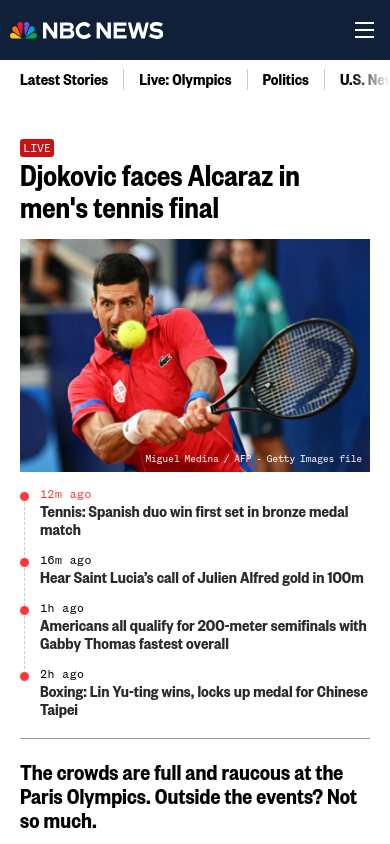 NBC NEWS
Latest Stories
Live: Olympics
Politics
U.S. Ne
LIVE
Djokovic faces Alcaraz in
men's tennis final
Miguel Medina / AFP - Getty Images file
12m ago
Tennis: Spanish duo win first set in bronze medal
match
16m ago
Hear Saint Lucia’s call of Julien Alfred gold in 100m
1h ago
Americans all qualify for 200-meter semifinals with
Gabby Thomas fastest overall
2h ago
Boxing: Lin Yu-ting wins, locks up medal for Chinese
Taipei
The crowds are full and raucous at the
Paris Olympics. Outside the events? Not
so much.